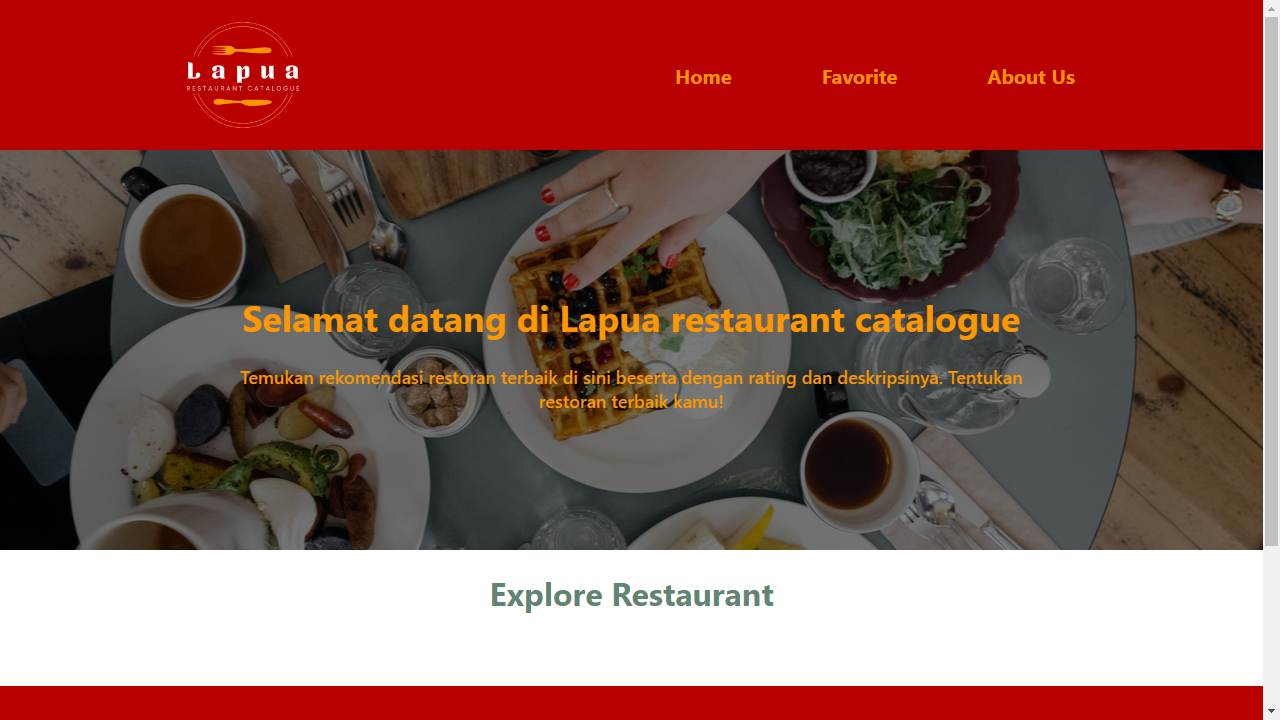 Lapua
RESTAURANT CATALOGUE
Home
Favorite
About Us
Selamat datang di Lapua restaurant catalogue
Temukan rekomendasi restoran terbaik di sini beserta dengan rating dan deskripsinya. Tentukan
restoran terbaik kamu!
Explore Restaurant